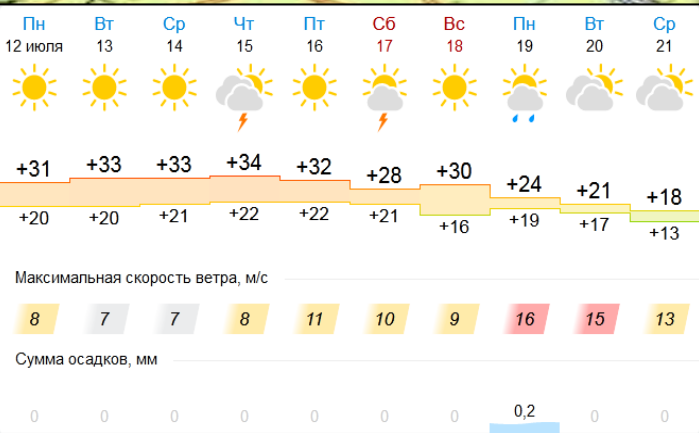 Пн Вт Ср Чт Пт Сб Вс Пн Вт Ср
12 июля 13 14 15 16 17 18 19 20 21
+31 +33 +33 +34 +32 +28 +30 +24 +21 +18
+20 +20 +21 +22 +22 +21 +16 +19 +17 +13
Максимальная скорость ветра, м/с
8 7 7 8 11 10 9 16 15 13
Сумма осадков, мм
0 0 0 0 0 0 0 0,2 0 0